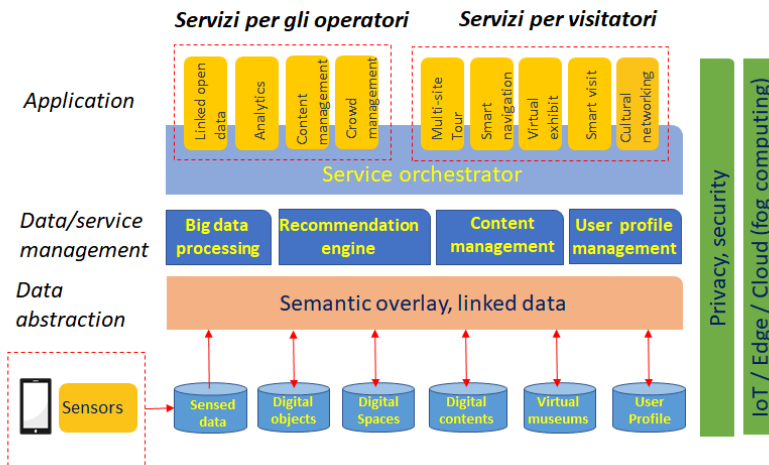 Servizi per gli operatori
Servizi per visitatori
Application
Linked open
data
Analytics
Content
management
Crowd
management
Multi-site
Tour
Smart
navigation
Virtual
exhibit
Smart visit
Cultural
networking
Service orchestrator
Data/service
management
Big data
processing
Recommendation
engine
Content
management
User profile
management
Data
abstraction
Semantic overlay, linked data
Sensors
Sensed
data
Digital
objects
Digital
Spaces
Digital
contents
Virtual
museums
User
Profile
Privacy, security
IoT / Edge / Cloud (fog computing)